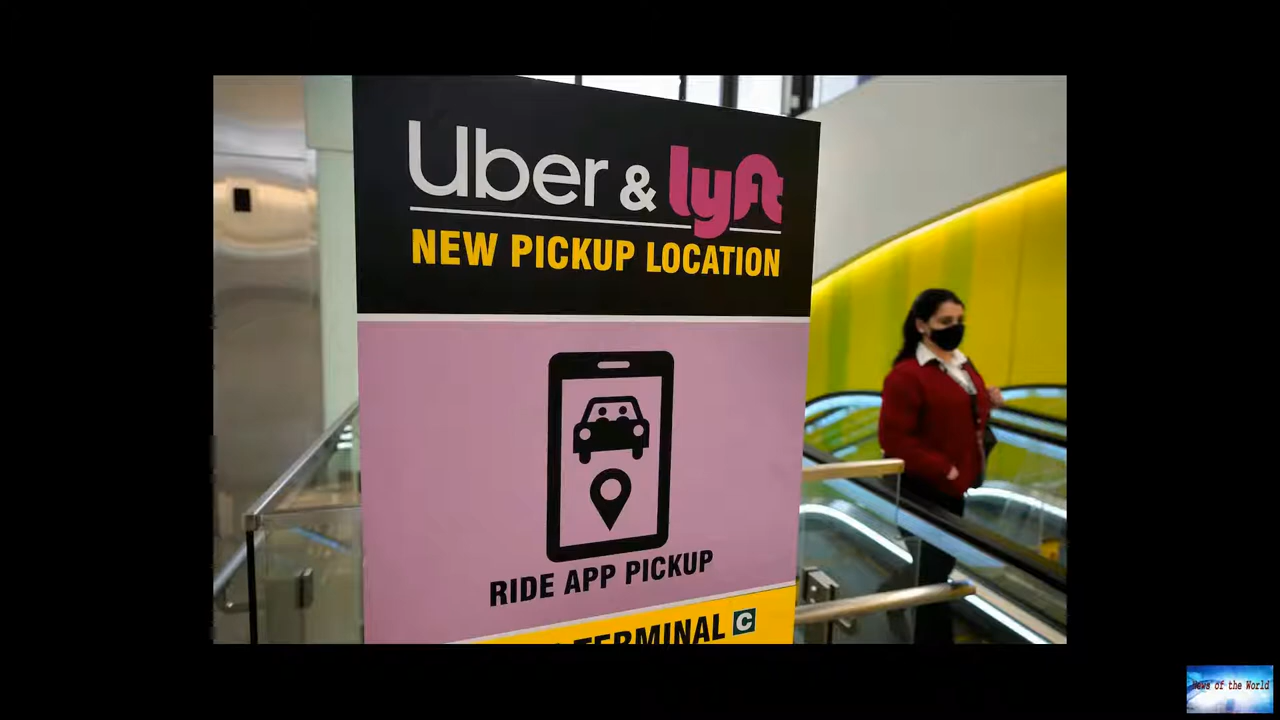 Uber & lyft
NEW PICKUP LOCATION
RIDE APP PICKUP
TERMINAL C
News of the World